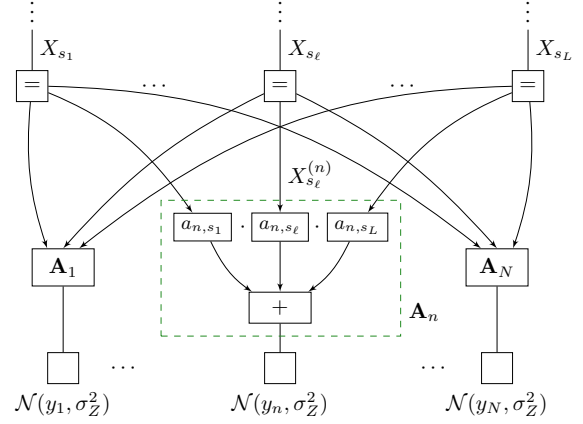 ⋮ ⋮ ⋮
X_{s_1} X_{s_ℓ} X_{s_L}
= ⋯ = ⋯ =
X_{s_ℓ}^{(n)}
a_{n,s_1} · a_{n,s_ℓ} · a_{n,s_L}
𝐀_1 𝐀_N
+
𝐀_n
⋯ ⋯
𝒩(y_1, σ_Z^2) 𝒩(y_n, σ_Z^2) 𝒩(y_N, σ_Z^2)